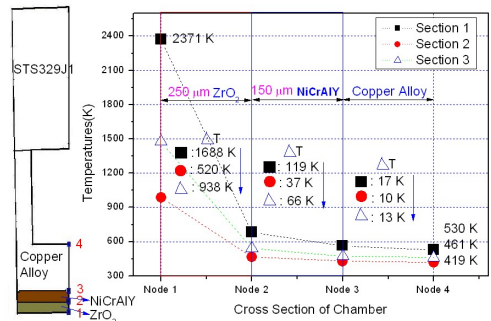 STS329J1
4
Copper
Alloy
3
2
NiCrAlY
1
ZrO₂
Temperatures(K)
2400
2100
1800
1500
1200
900
600
300
2371 K
Section 1
Section 2
Section 3
250 μm ZrO₂
150 μm NiCrAlY
Copper Alloy
△T
: 1688 K
: 520 K
: 938 K
△T
: 119 K
: 37 K
: 66 K
△T
: 17 K
: 10 K
: 13 K
530 K
461 K
419 K
Node 1
Node 2
Node 3
Node 4
Cross Section of Chamber